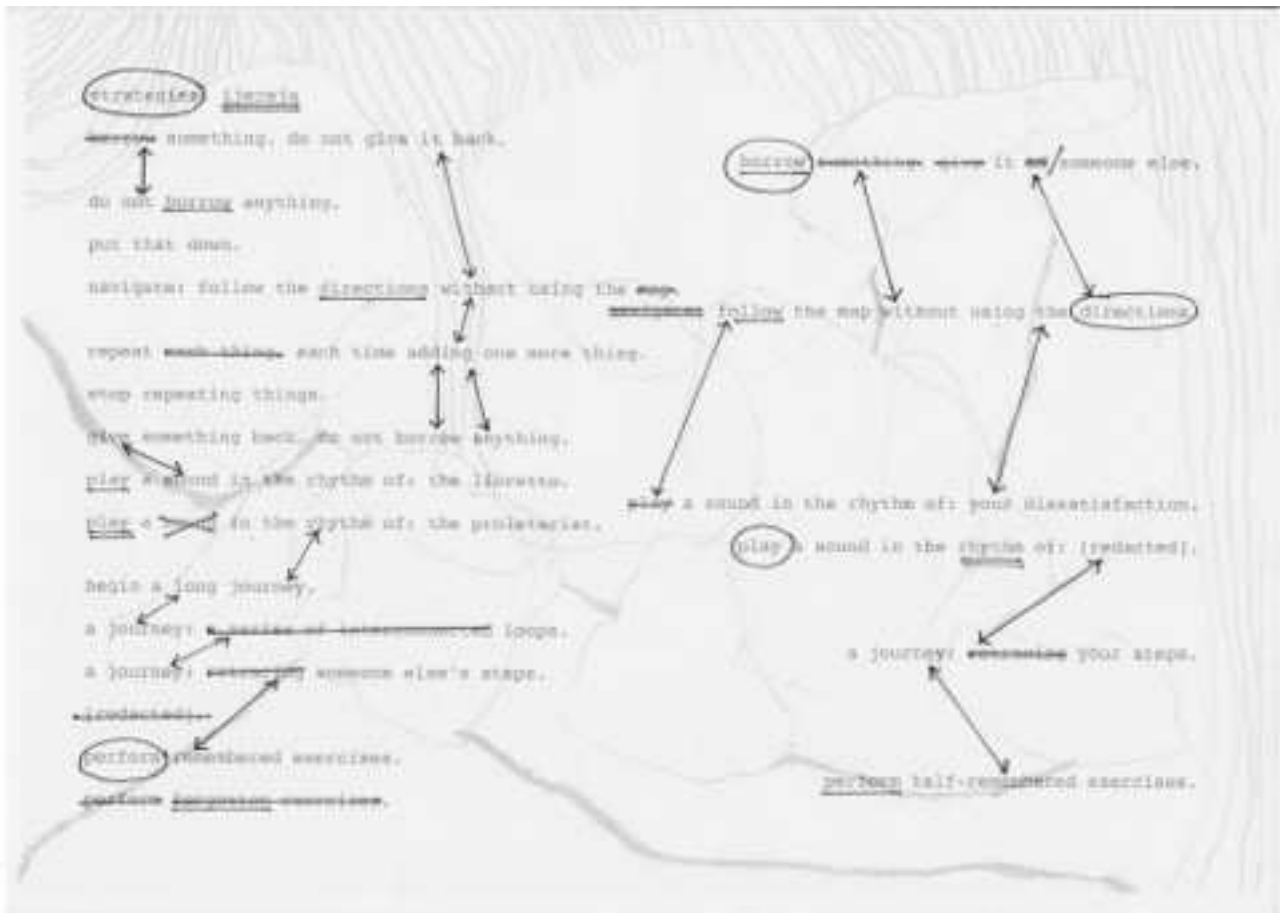 strategies
borrow something. do not give it back.
borrow something. give it to/someone else.
do not borrow anything.
put that down.
navigate: follow the directions without using the map.
navigate: follow the map without using the directions.
repeat each thing. each time adding one more thing.
stop repeating things.
give something back. do not borrow anything.
play a sound in the rhythm of: the libretto.
play a sound in the rhythm of: your dissatisfaction.
play a in the rhythm of: the proletariat.
play a sound in the rhythm of: [redacted].
begin a long journey.
a journey: a series of interconnected loops.
a journey: retracing your steps.
a journey: retracing someone else's steps.
[redacted].
perform remembered exercises.
perform half-remembered exercises.
perform forgotten exercises.